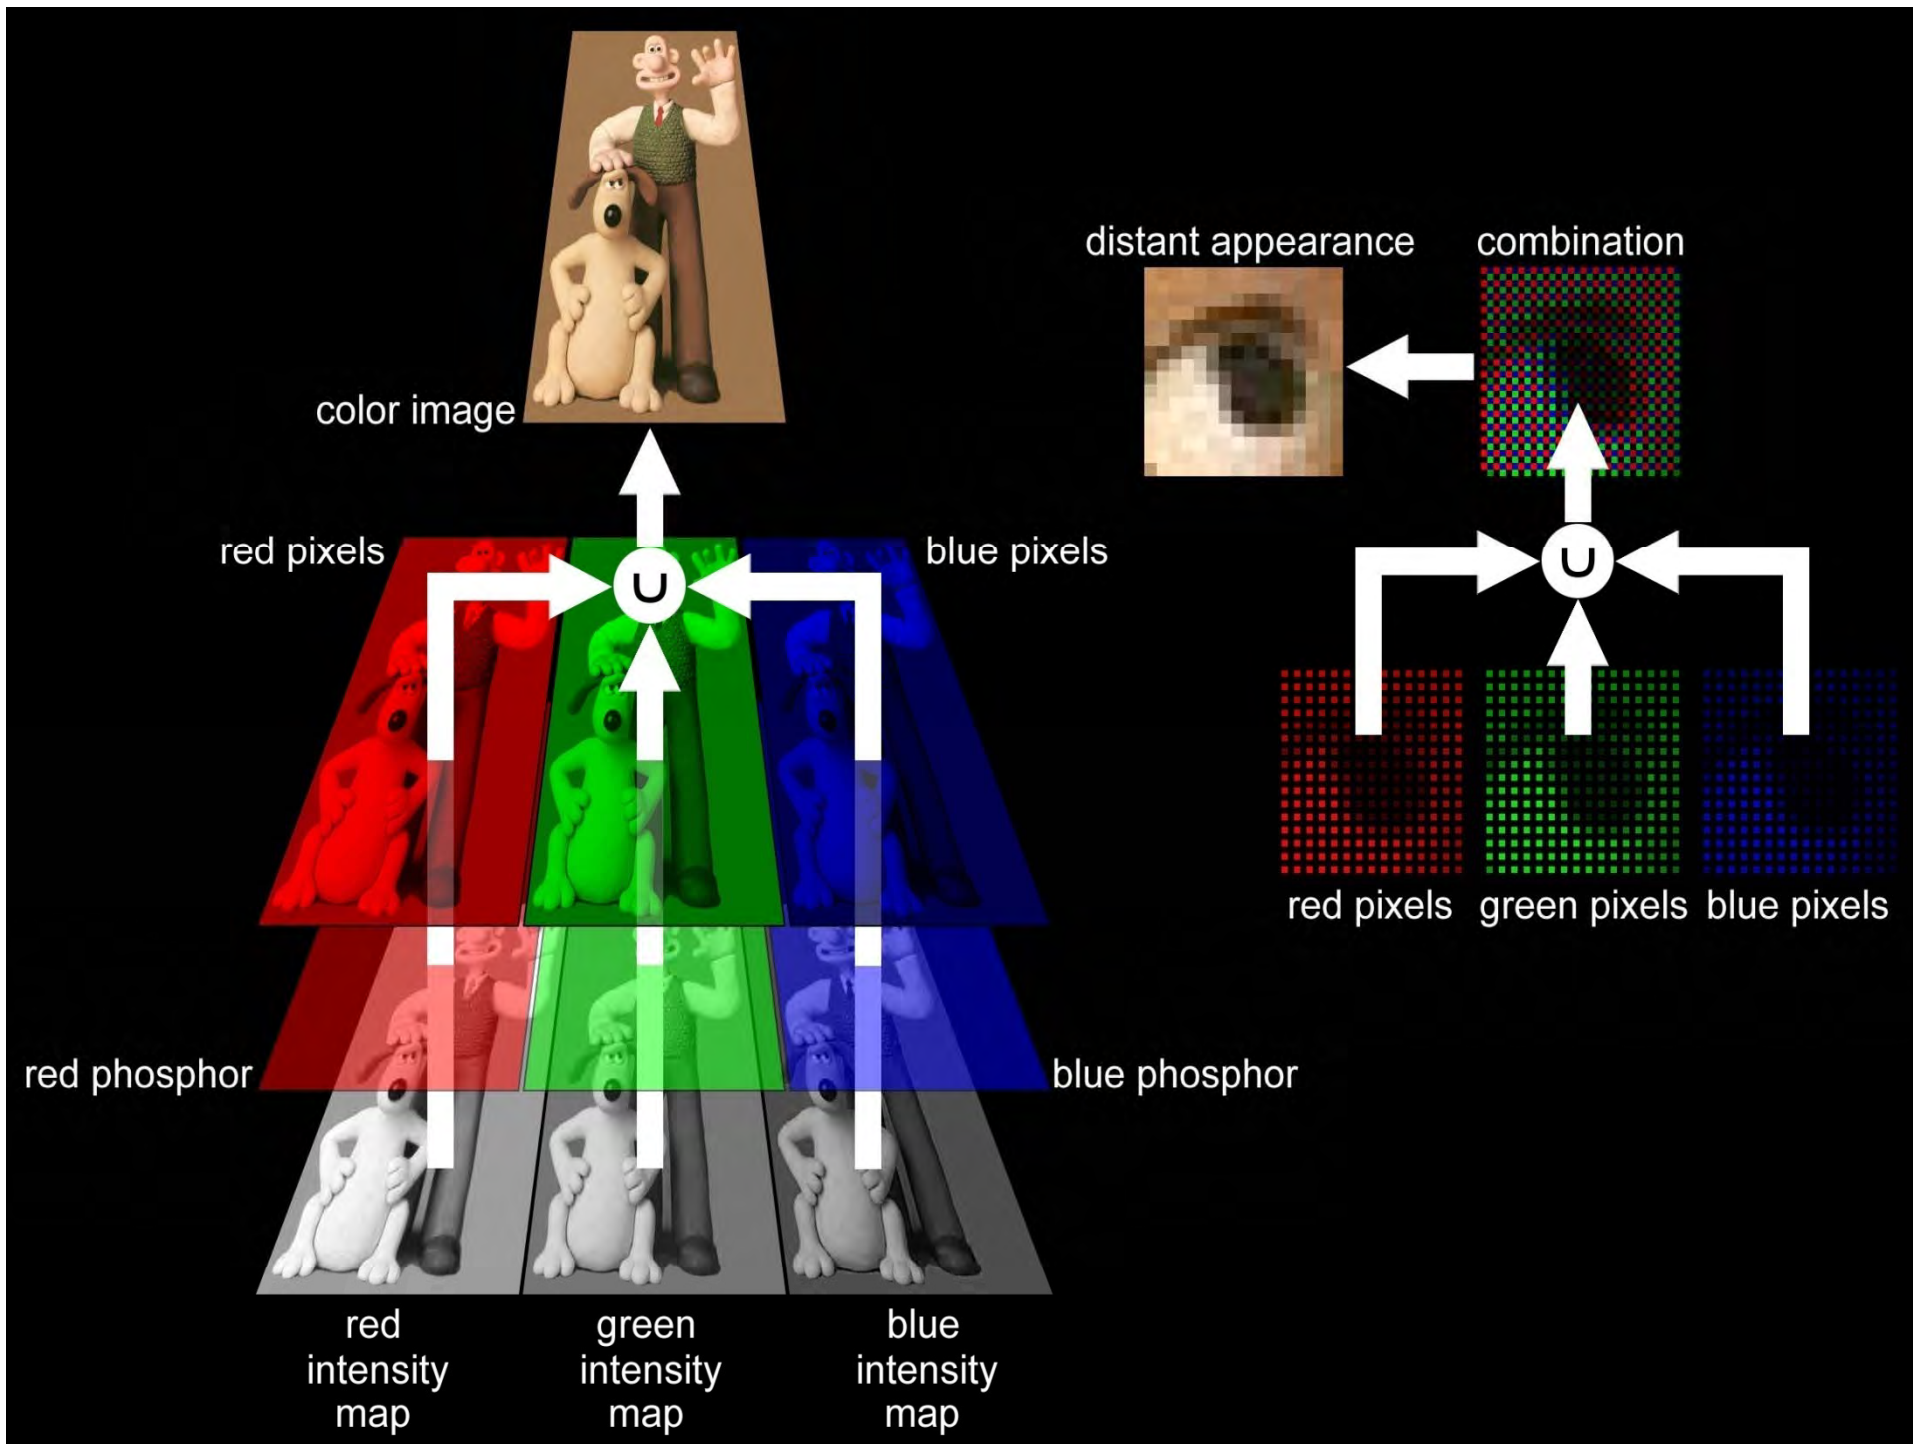 distant appearance
combination
color image
red pixels
blue pixels
∪
∪
red pixels
green pixels
blue pixels
red phosphor
blue phosphor
red
intensity
map
green
intensity
map
blue
intensity
map